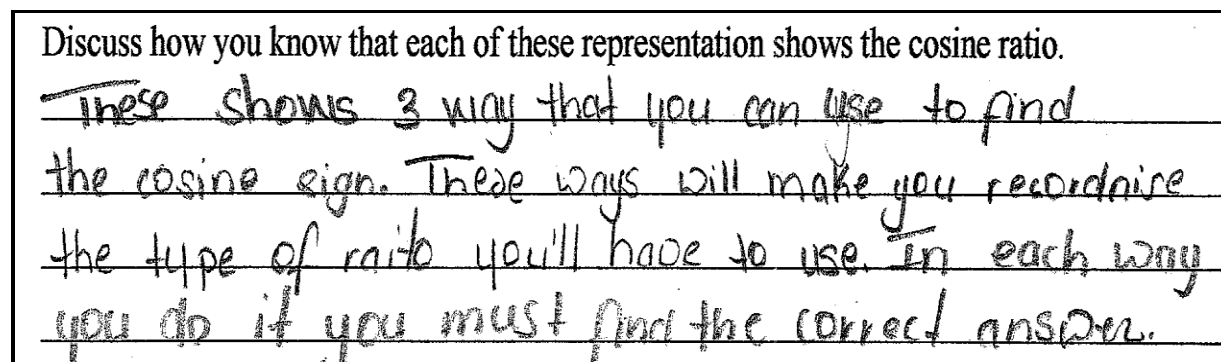 Discuss how you know that each of these representation shows the cosine ratio.
These shows 3 way that you can use to find
the cosine sign. These ways will make you recordnise
the type of raito you'll have to use. In each way
you do it you must find the correct answer.